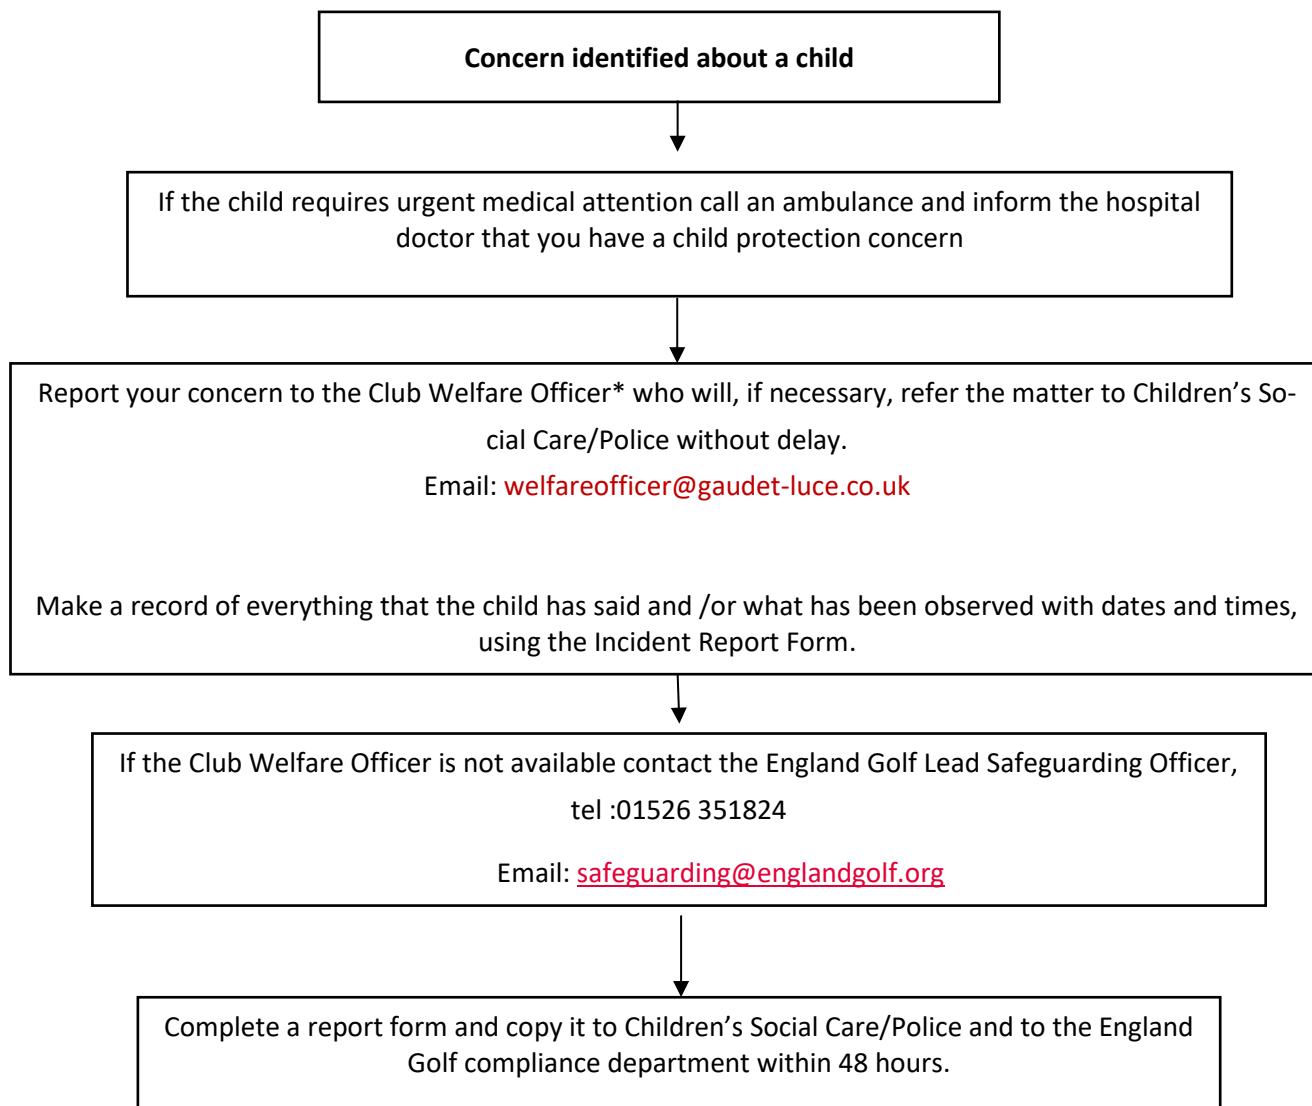 Concern identified about a child
If the child requires urgent medical attention call an ambulance and inform the hospital
doctor that you have a child protection concern
Report your concern to the Club Welfare Officer* who will, if necessary, refer the matter to Children’s So-
cial Care/Police without delay.
Email: welfareofficer@gaudet-luce.co.uk
Make a record of everything that the child has said and /or what has been observed with dates and times,
using the Incident Report Form.
If the Club Welfare Officer is not available contact the England Golf Lead Safeguarding Officer,
tel :01526 351824
Email: safeguarding@englandgolf.org
Complete a report form and copy it to Children’s Social Care/Police and to the England
Golf compliance department within 48 hours.